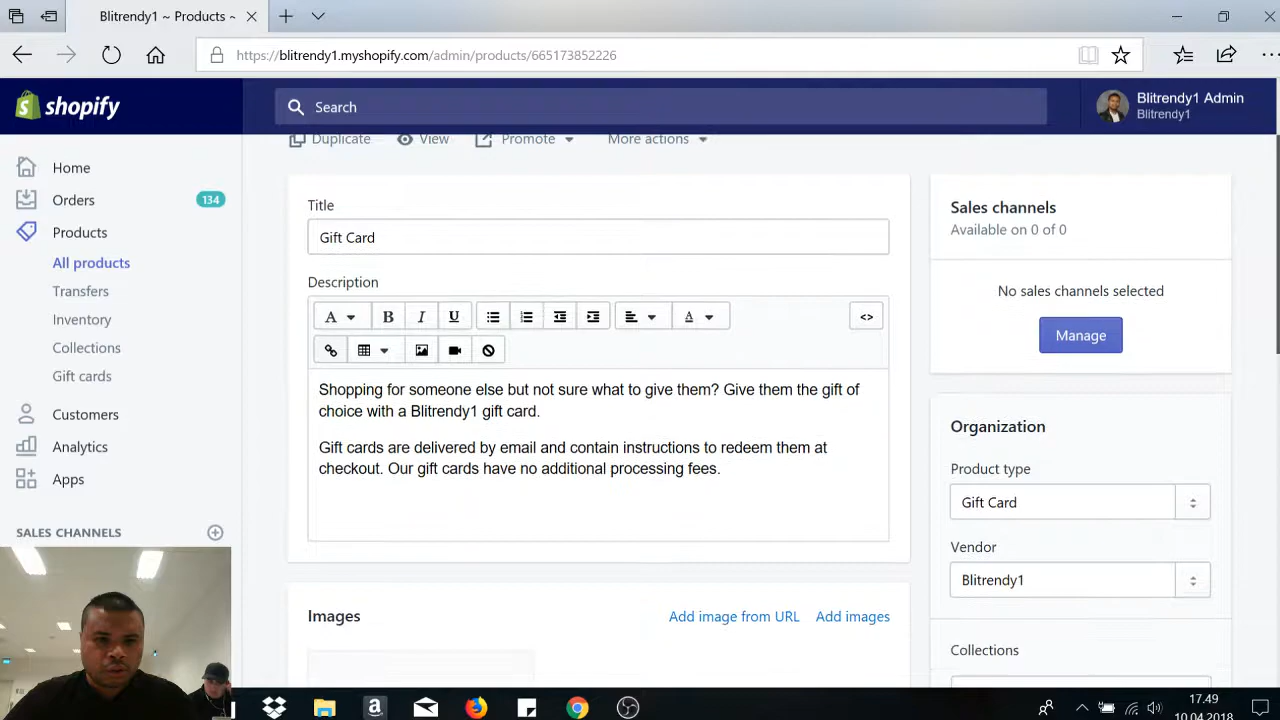 Blitrendy1 ~ Products ~
https://blitrendy1.myshopify.com/admin/products/665173852226
shopify
Search
Blitrendy1 Admin
Blitrendy1
Duplicate
View
Promote
More actions
Home
Orders
134
Products
All products
Transfers
Inventory
Collections
Gift cards
Customers
Analytics
Apps
SALES CHANNELS
Title
Gift Card
Description
A
B
I
U
A
<>
Shopping for someone else but not sure what to give them? Give them the gift of
choice with a Blitrendy1 gift card.
Gift cards are delivered by email and contain instructions to redeem them at
checkout. Our gift cards have no additional processing fees.
Images
Add image from URL
Add images
Sales channels
Available on 0 of 0
No sales channels selected
Manage
Organization
Product type
Gift Card
Vendor
Blitrendy1
Collections
17.49
10.04.2018